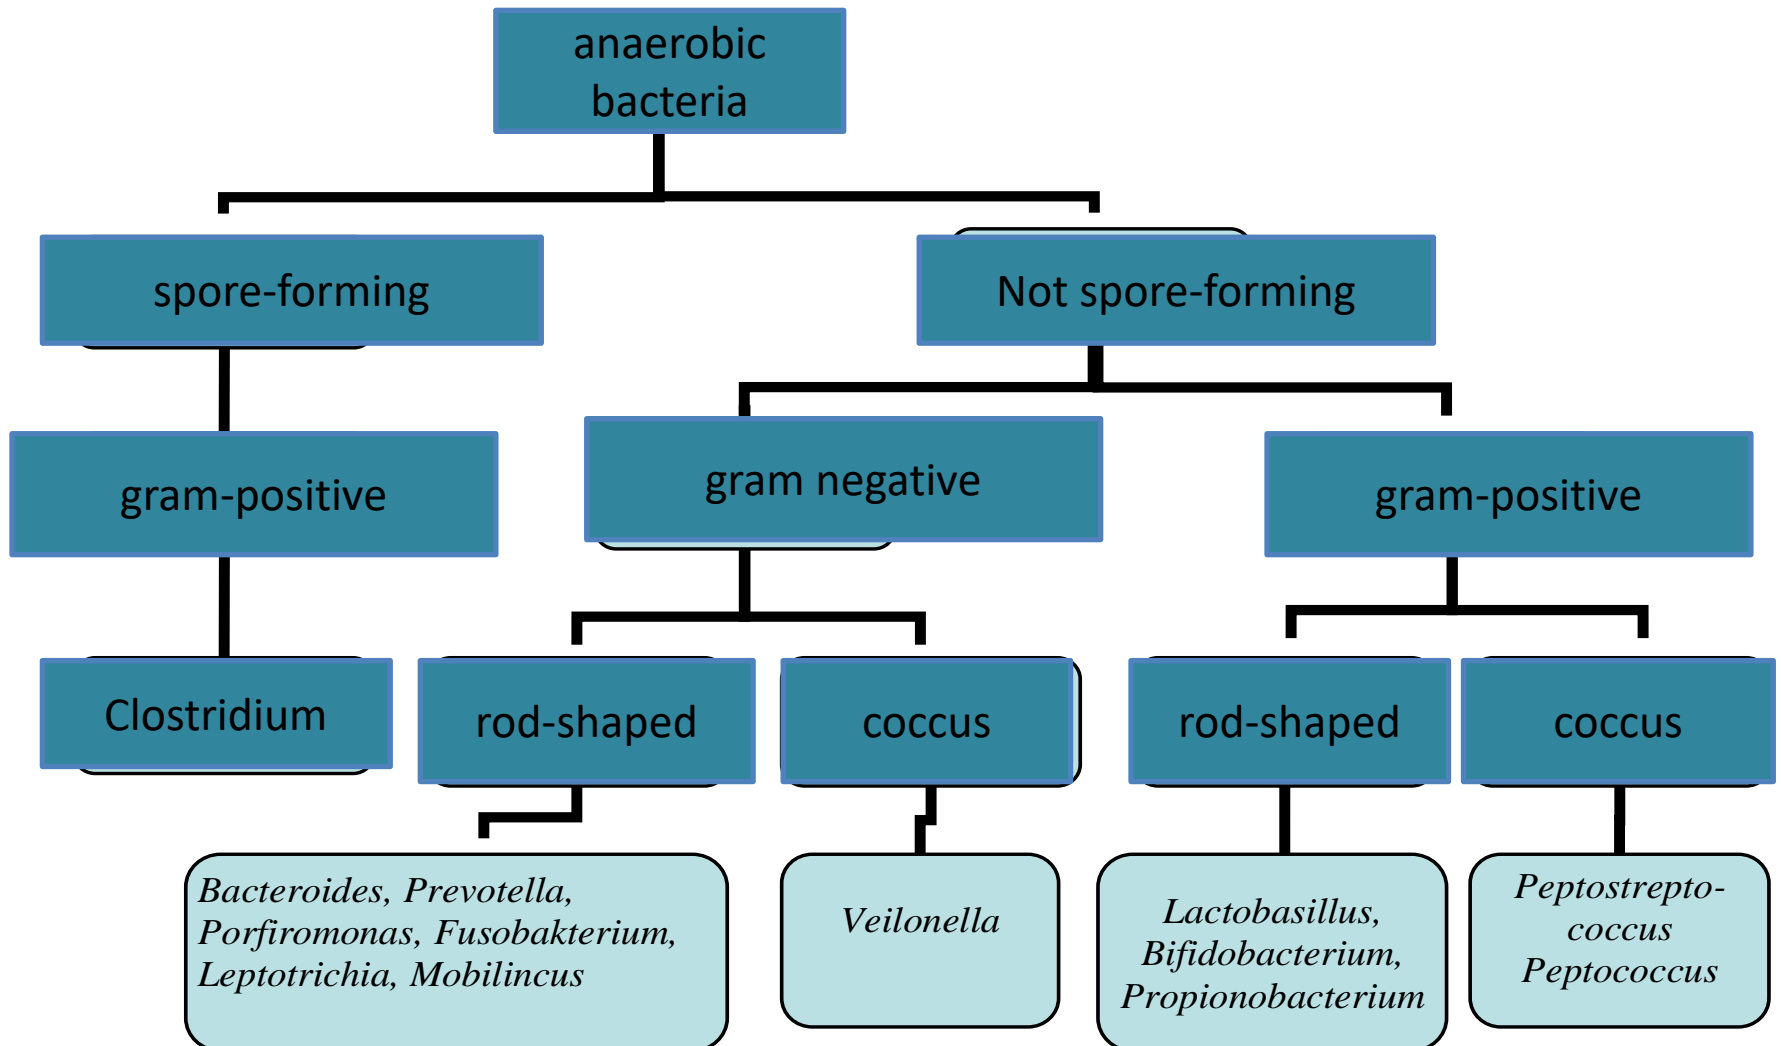 anaerobic
bacteria
spore-forming
Not spore-forming
gram-positive
gram negative
gram-positive
Clostridium
rod-shaped
coccus
rod-shaped
coccus
Bacteroides, Prevotella,
Porfiromonas, Fusobakterium,
Leptotrichia, Mobilincus
Veilonella
Lactobasillus,
Bifidobacterium,
Propionobacterium
Peptostrepto-
coccus
Peptococcus